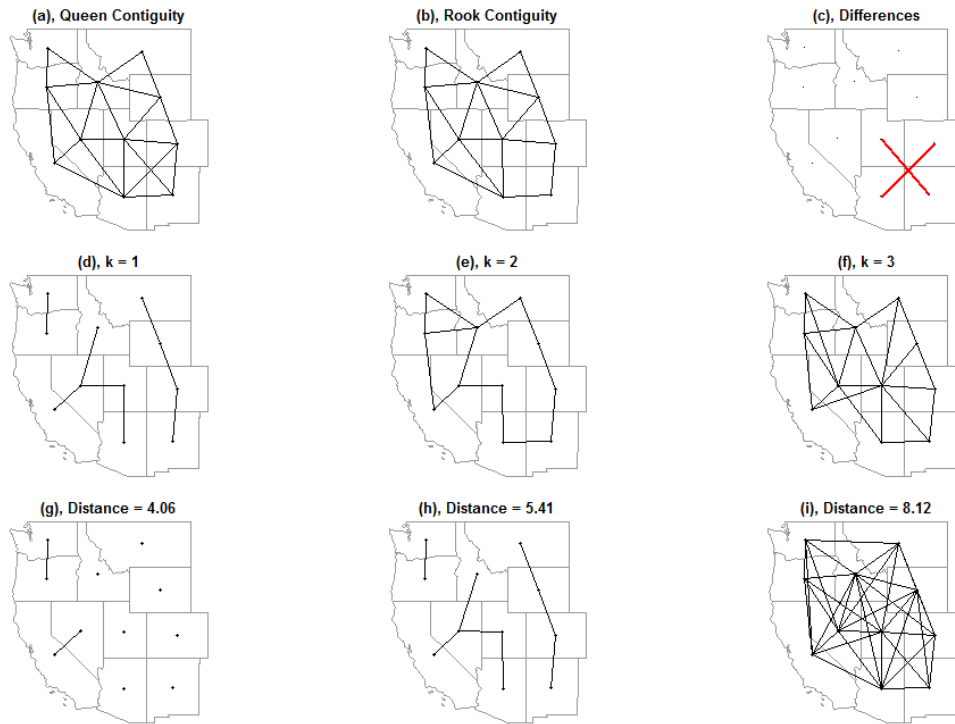 (a), Queen Contiguity
(b), Rook Contiguity
(c), Differences
(d), k = 1
(e), k = 2
(f), k = 3
(g), Distance = 4.06
(h), Distance = 5.41
(i), Distance = 8.12